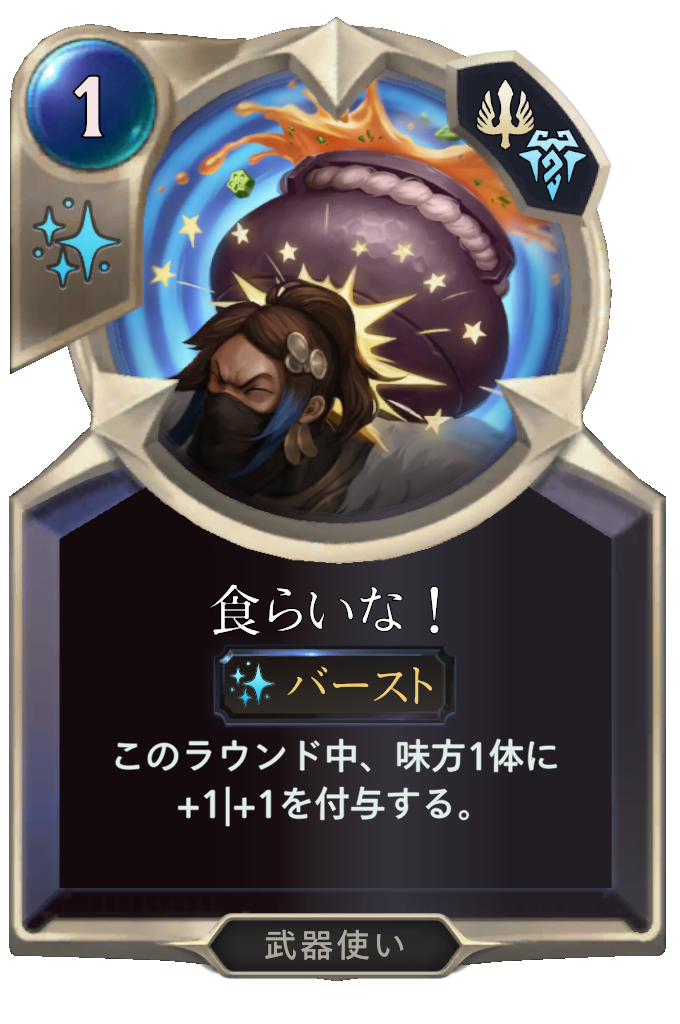 1
食らいな！
バースト
このラウンド中、味方1体に
+1|+1を付与する。
武器使い